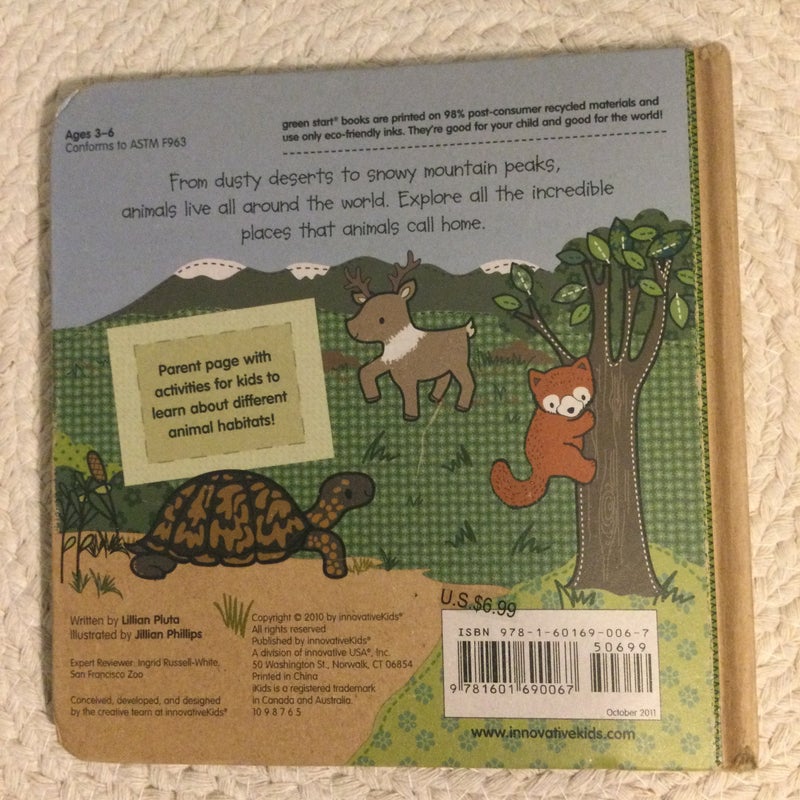 Ages 3–6
Conforms to ASTM F963
green start® books are printed on 98% post-consumer recycled materials and
use only eco-friendly inks. They're good for your child and good for the world!
From dusty deserts to snowy mountain peaks,
animals live all around the world. Explore all the incredible
places that animals call home.
Parent page with
activities for kids to
learn about different
animal habitats!
Written by Lillian Pluta
Illustrated by Jillian Phillips
Expert Reviewer: Ingrid Russell-White,
San Francisco Zoo
Conceived, developed, and designed
by the creative team at innovativeKids®
Copyright © 2010 by innovativeKids®
All rights reserved
Published by innovativeKids®
A division of innovative USA®, Inc.
50 Washington St., Norwalk, CT 06854
Printed in China
iKids is a registered trademark
in Canada and Australia.
10 9 8 7 6 5
U.S.$6.99
ISBN 978-1-60169-006-7
50699
9 781601 690067
October 2011
www.innovativekids.com